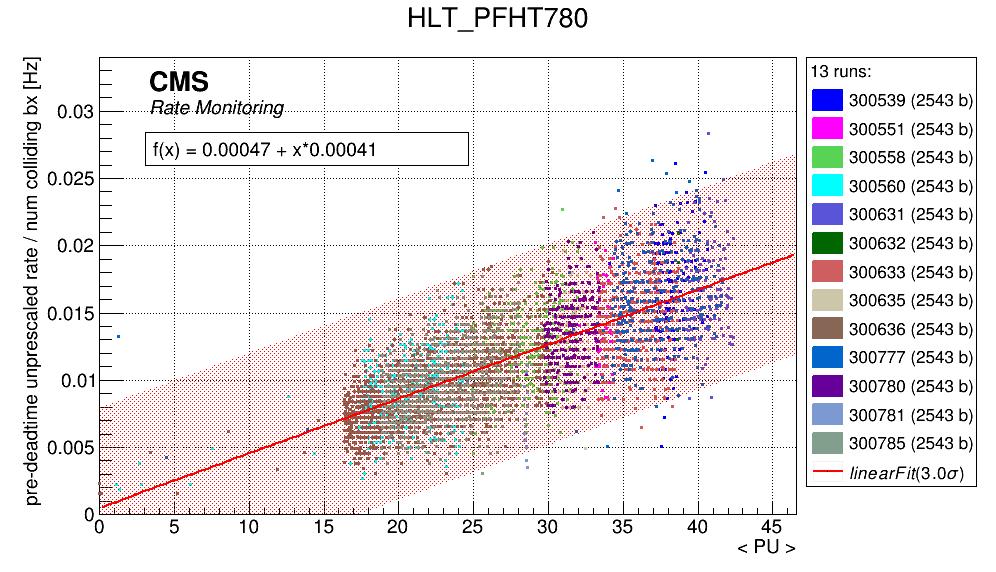 HLT_PFHT780
pre-deadtime unprescaled rate / num colliding bx [Hz]
CMS
Rate Monitoring
f(x) = 0.00047 + x*0.00041
0.03
0.025
0.02
0.015
0.01
0.005
0
0 5 10 15 20 25 30 35 40 45
< PU >
13 runs:
300539 (2543 b)
300551 (2543 b)
300558 (2543 b)
300560 (2543 b)
300631 (2543 b)
300632 (2543 b)
300633 (2543 b)
300635 (2543 b)
300636 (2543 b)
300777 (2543 b)
300780 (2543 b)
300781 (2543 b)
300785 (2543 b)
linearFit(3.0σ)